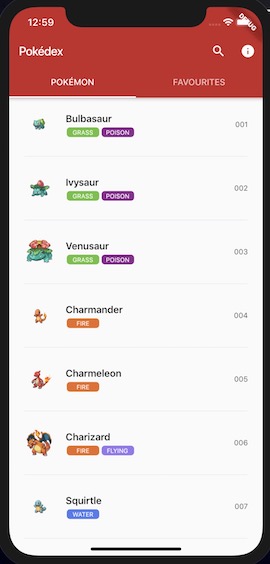 12:59
DEBUG
Pokédex
POKÉMON FAVOURITES
Bulbasaur
001
GRASS POISON
Ivysaur
002
GRASS POISON
Venusaur
003
GRASS POISON
Charmander
004
FIRE
Charmeleon
005
FIRE
Charizard
006
FIRE FLYING
Squirtle
007
WATER